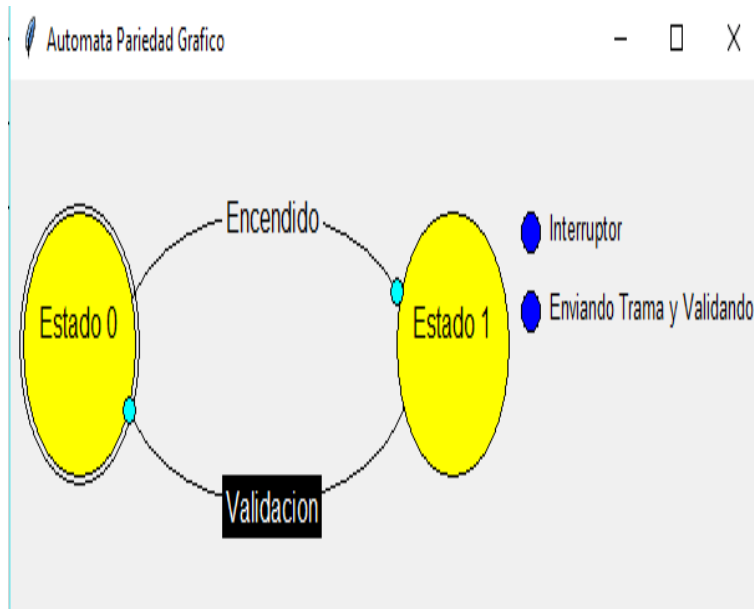 Automata Pariedad Grafico
Encendido
Interruptor
Estado 0
Estado 1
Enviando Trama y Validando
Validacion